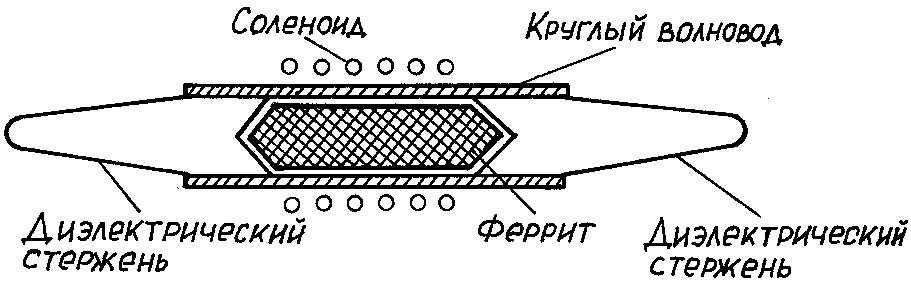 Соленоид
Круглый волновод
Диэлектрический
стержень
Феррит
Диэлектрический
стержень